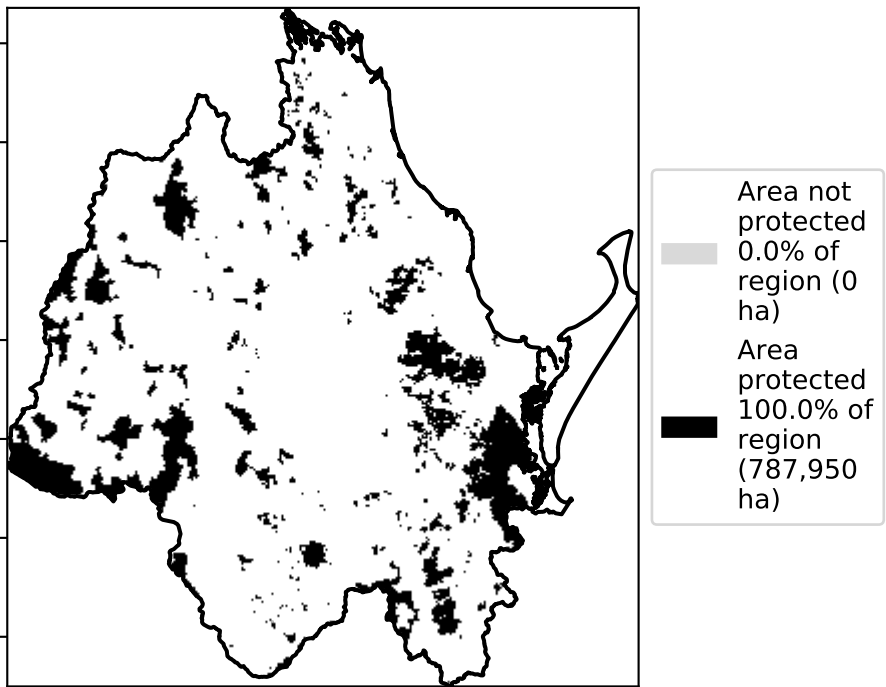 Area not
protected
0.0% of
region (0
ha)
Area
protected
100.0% of
region
(787,950
ha)